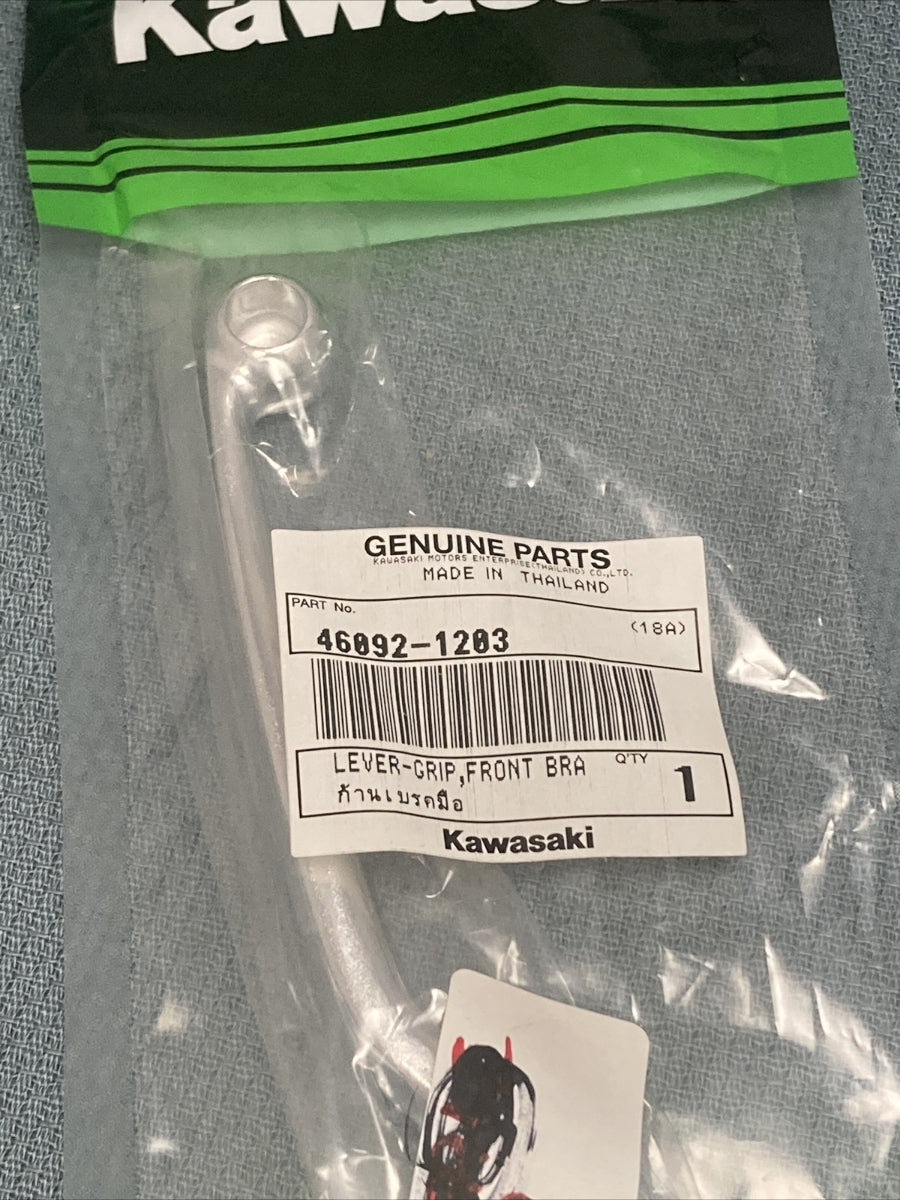 Kawasaki
GENUINE PARTS
KAWASAKI MOTORS ENTERPRISE(THAILAND) CO.,LTD.
MADE IN THAILAND
PART No.
46092-1203 (18A)
LEVER-GRIP,FRONT BRA Q'TY 1
ก้านเบรคมือ
Kawasaki